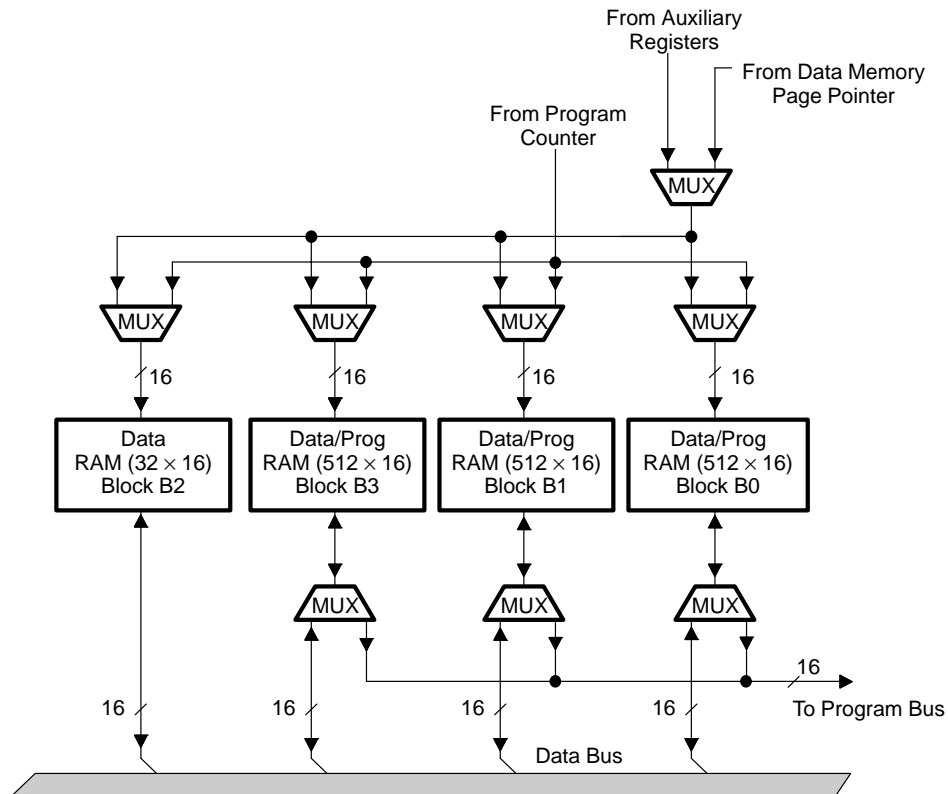 From Auxiliary
Registers
From Data Memory
Page Pointer
From Program
Counter
MUX
MUX
MUX
MUX
MUX
16
16
16
16
Data
RAM (32 × 16)
Block B2
Data/Prog
RAM (512 × 16)
Block B3
Data/Prog
RAM (512 × 16)
Block B1
Data/Prog
RAM (512 × 16)
Block B0
MUX
MUX
MUX
16
To Program Bus
16
16
16
16
Data Bus